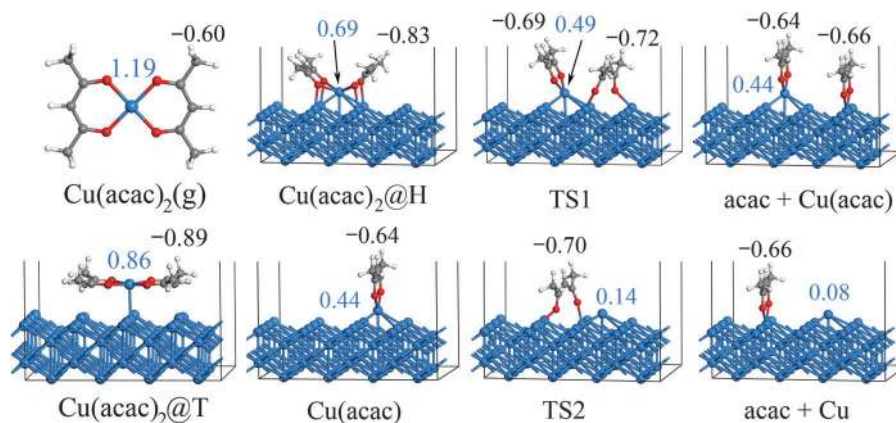 −0.60
1.19
Cu(acac)₂(g)
0.69
−0.83
Cu(acac)₂@H
−0.69
0.49
−0.72
TS1
−0.64
−0.66
0.44
acac + Cu(acac)
−0.89
0.86
Cu(acac)₂@T
−0.64
0.44
Cu(acac)
−0.70
0.14
TS2
−0.66
0.08
acac + Cu